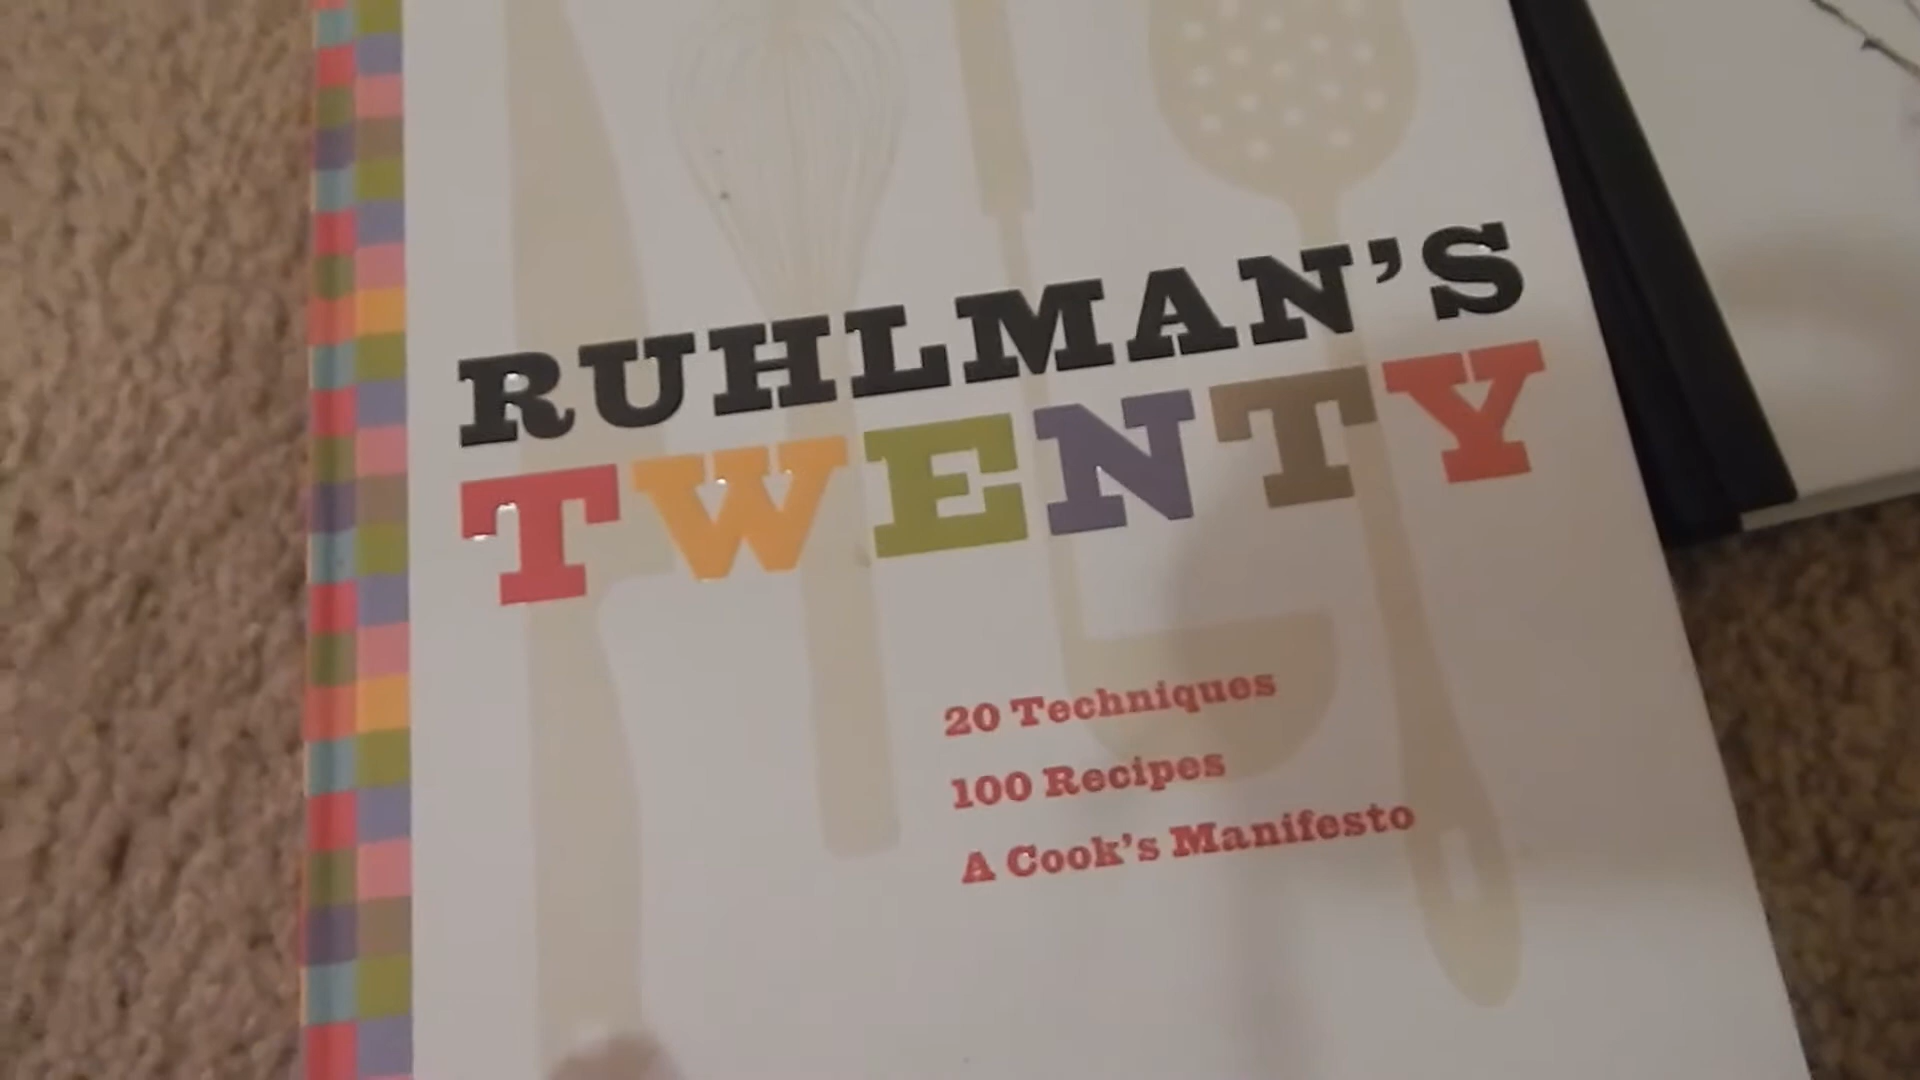 RUHLMAN'S
TWENTY
20 Techniques
100 Recipes
A Cook's Manifesto